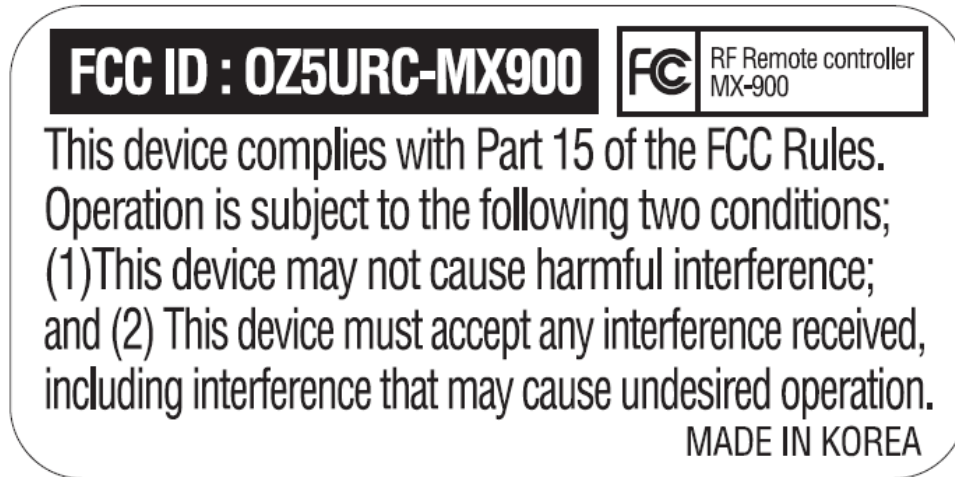 FCC ID : OZ5URC-MX900
FC RF Remote controller
MX-900
This device complies with Part 15 of the FCC Rules.
Operation is subject to the following two conditions;
(1)This device may not cause harmful interference;
and (2) This device must accept any interference received,
including interference that may cause undesired operation.
MADE IN KOREA